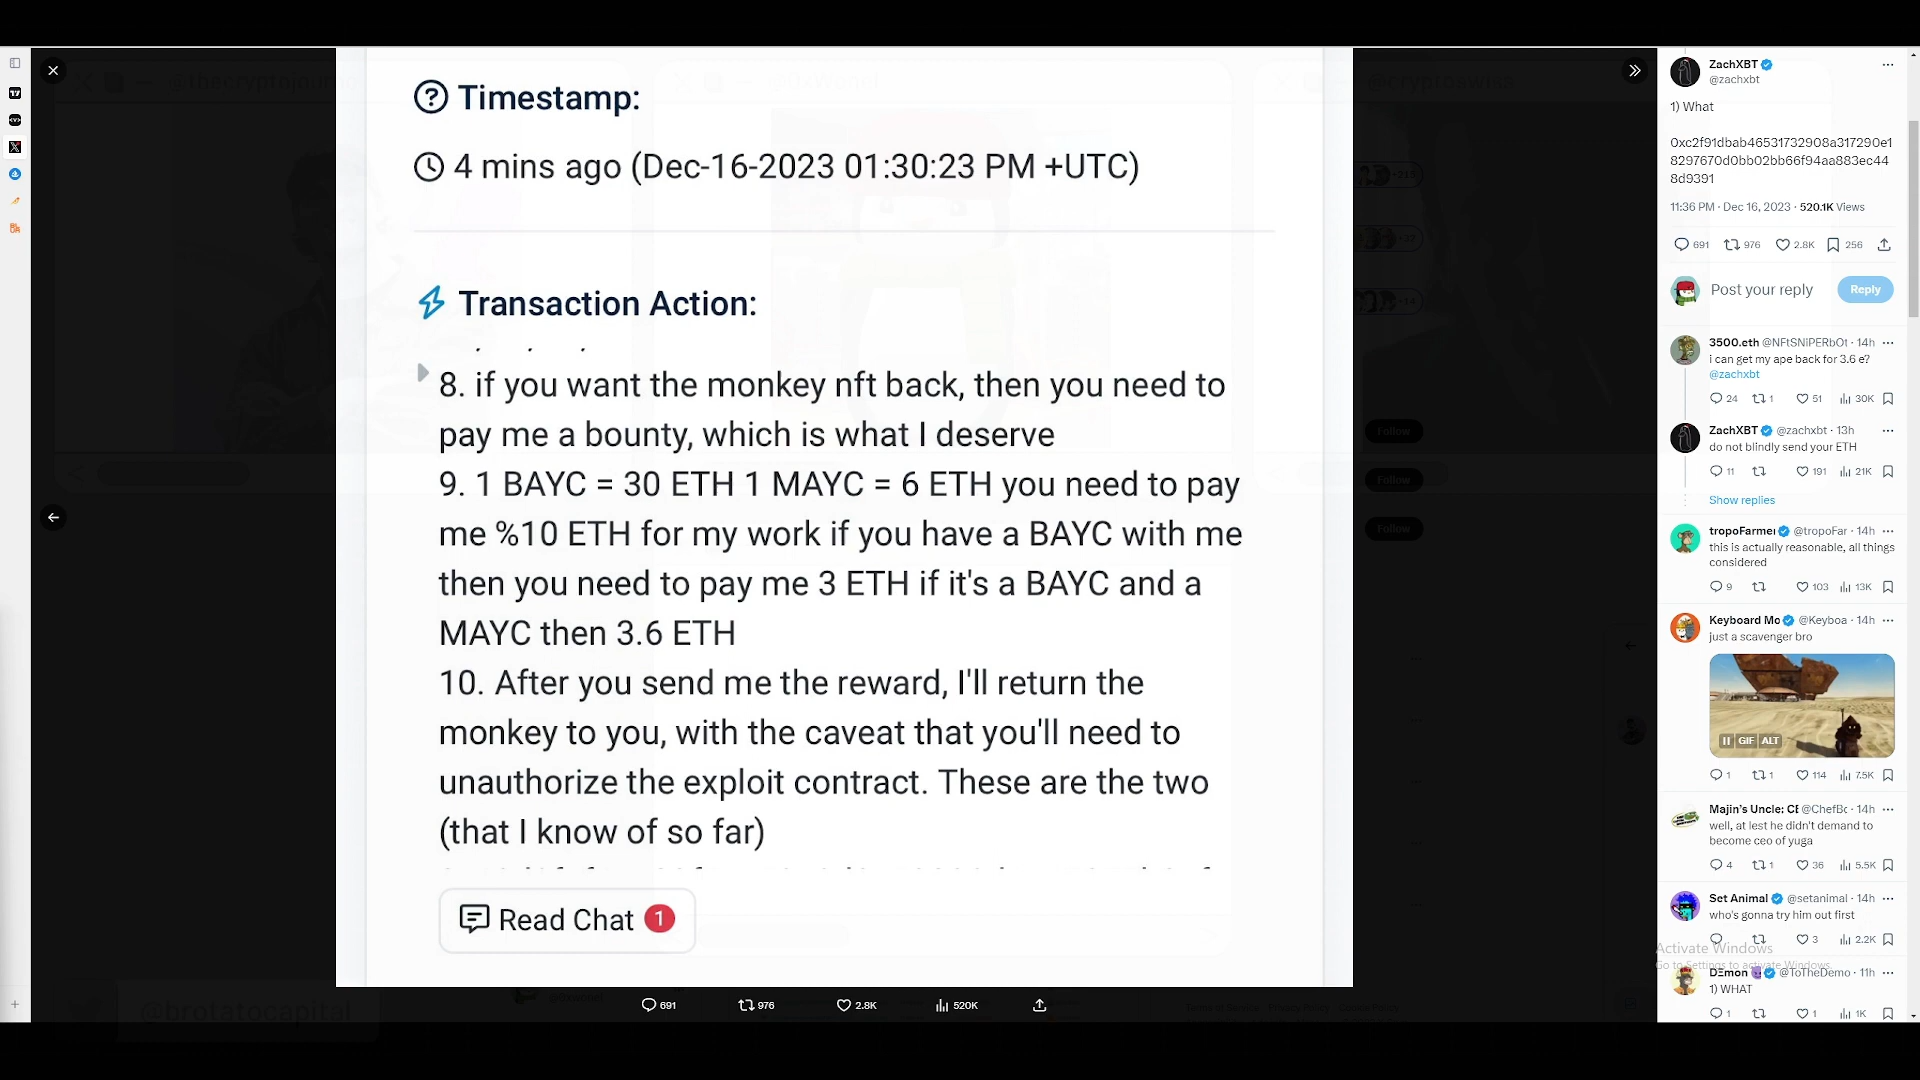 Timestamp:
4 mins ago (Dec-16-2023 01:30:23 PM +UTC)
Transaction Action:
8. if you want the monkey nft back, then you need to
pay me a bounty, which is what I deserve
9. 1 BAYC = 30 ETH 1 MAYC = 6 ETH you need to pay
me %10 ETH for my work if you have a BAYC with me
then you need to pay me 3 ETH if it's a BAYC and a
MAYC then 3.6 ETH
10. After you send me the reward, I'll return the
monkey to you, with the caveat that you'll need to
unauthorize the exploit contract. These are the two
(that I know of so far)
Read Chat 1
691 976 2.8K 520K
@brotatocapital
Follow
Follow
Follow
ZachXBT
@zachxbt
1) What
0xc2f91dbab46531732908a317290e1
8297670d0bb02bb66f94aa883ec44
8d9391
11:36 PM · Dec 16, 2023 · 520.1K Views
691 976 2.8K 256
Post your reply Reply
3500.eth @NFtSNiPERbOt · 14h
i can get my ape back for 3.6 e?
@zachxbt
24 1 51 30K
ZachXBT @zachxbt · 13h
do not blindly send your ETH
11 191 21K
Show replies
tropoFarmer @tropoFar · 14h
this is actually reasonable, all things
considered
9 103 13K
Keyboard Mo @Keyboa · 14h
just a scavenger bro
GIF ALT
1 1 114 7.5K
Majin's Uncle: CE @ChefBc · 14h
well, at lest he didn't demand to
become ceo of yuga
4 1 36 5.5K
Set Animal @setanimal · 14h
who's gonna try him out first
3 2.2K
Activate Windows
Go to Settings to activate Windows.
DΞmon @ToTheDemo · 11h
1) WHAT
1 1 1K